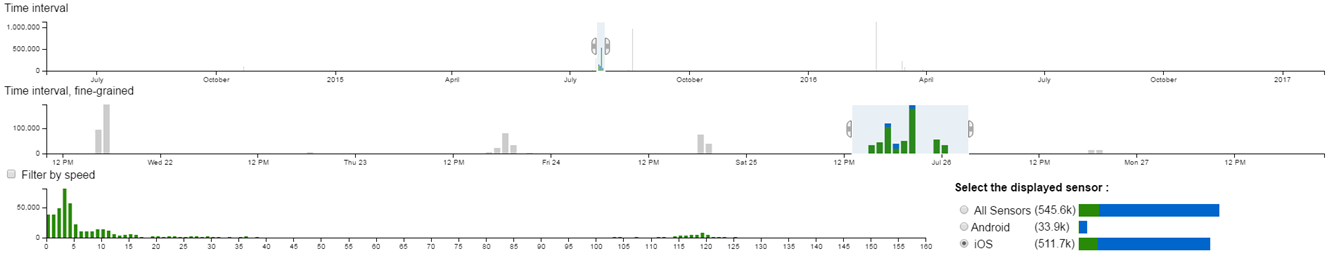 Time interval
1,000,000
500,000
0
July October 2015 April July October 2016 April July October 2017
Time interval, fine-grained
100,000
0
12 PM Wed 22 12 PM Thu 23 12 PM Fri 24 12 PM Sat 25 12 PM Jul 26 12 PM Mon 27 12 PM
Filter by speed
50,000
0
0 5 10 15 20 25 30 35 40 45 50 55 60 65 70 75 80 85 90 95 100 105 110 115 120 125 130 135 140 145 150 155 160
Select the displayed sensor :
All Sensors (545.6k)
Android (33.9k)
iOS (511.7k)